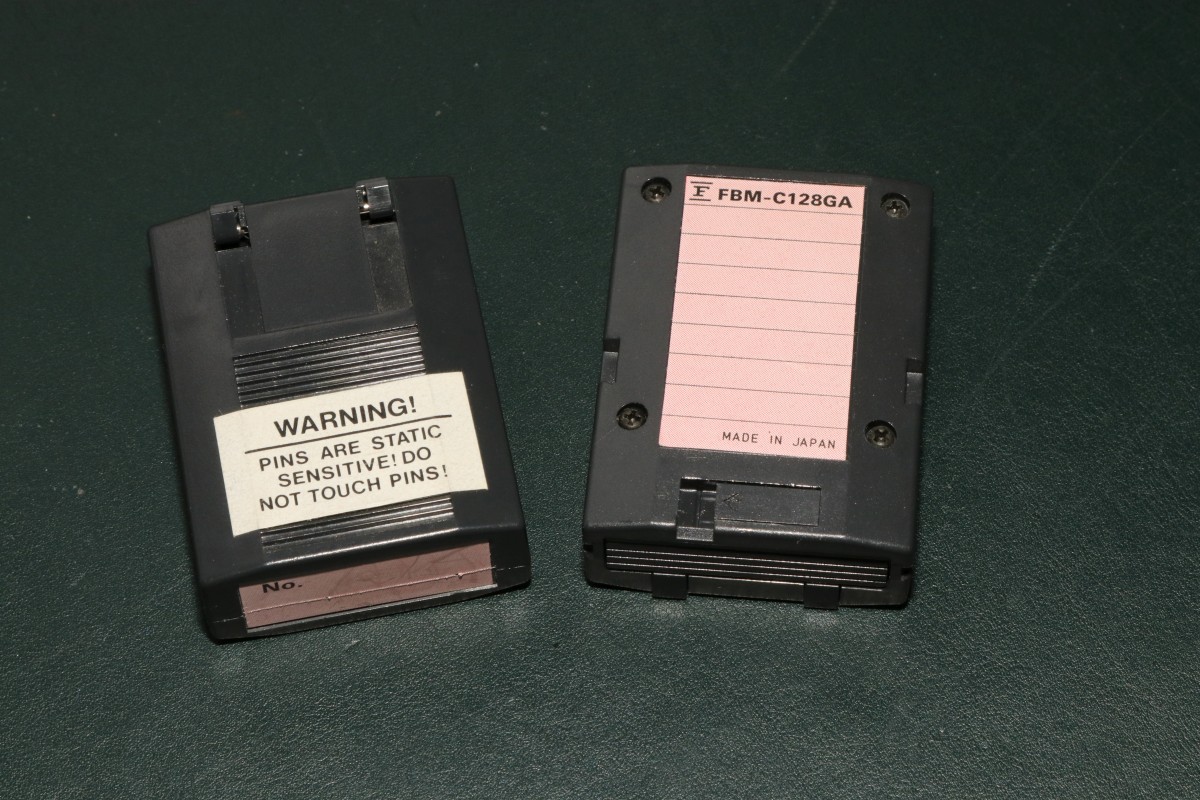 WARNING!
PINS ARE STATIC
SENSITIVE! DO
NOT TOUCH PINS!
No.
F FBM-C128GA
MADE IN JAPAN